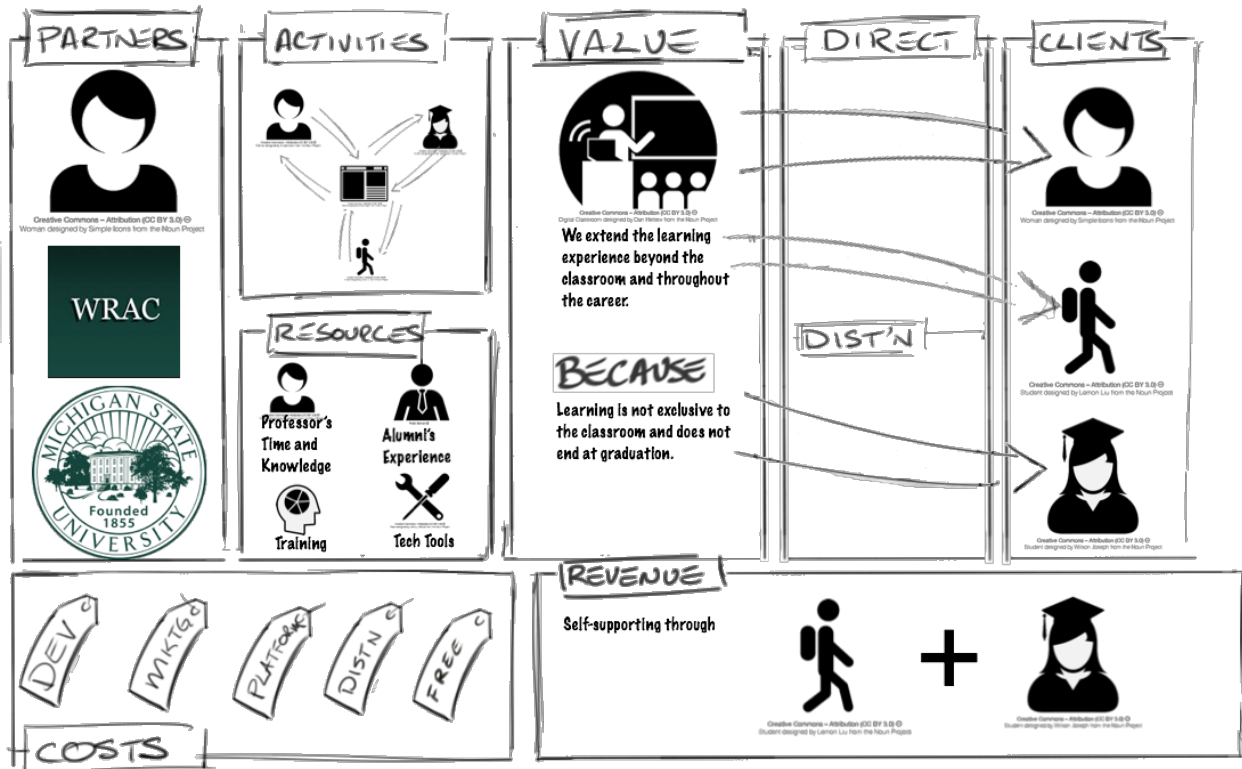 PARTNERS
Creative Commons – Attribution (CC BY 3.0)
Woman designed by Simple Icons from the Noun Project
WRAC
MICHIGAN STATE
UNIVERSITY
Founded
1855
ACTIVITIES
RESOURCES
Professor's
Time and
Knowledge
Alumni's
Experience
Training
Tech Tools
VALUE
Creative Commons – Attribution (CC BY 3.0)
Digital Classroom designed by Dan Hetteix from the Noun Project
We extend the learning
experience beyond the
classroom and throughout
the career.
BECAUSE
Learning is not exclusive to
the classroom and does not
end at graduation.
DIRECT
DIST'N
CLIENTS
Creative Commons – Attribution (CC BY 3.0)
Woman designed by Simple Icons from the Noun Project
Creative Commons – Attribution (CC BY 3.0)
Student designed by Lemon Liu from the Noun Project
Creative Commons – Attribution (CC BY 3.0)
Student designed by Wilson Joseph from the Noun Project
DEV
MKTG
PLATFORM
DISTN
FREE
COSTS
REVENUE
Self-supporting through
+
Creative Commons – Attribution (CC BY 3.0)
Student designed by Lemon Liu from the Noun Project
Creative Commons – Attribution (CC BY 3.0)
Student designed by Wilson Joseph from the Noun Project